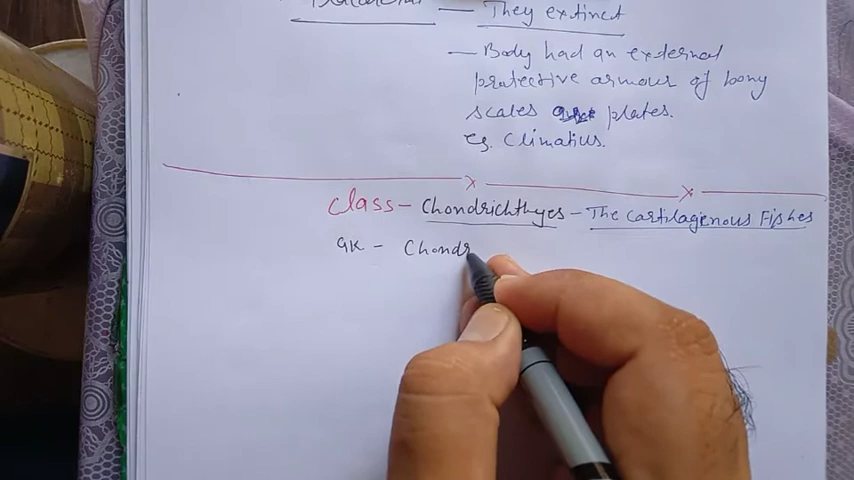 — They extinct
— Body had an external
protective armour of bony
scales plates.
eg. Climatius.
Class – Chondrichthyes – The cartilagenous Fishes
GK – Chondr